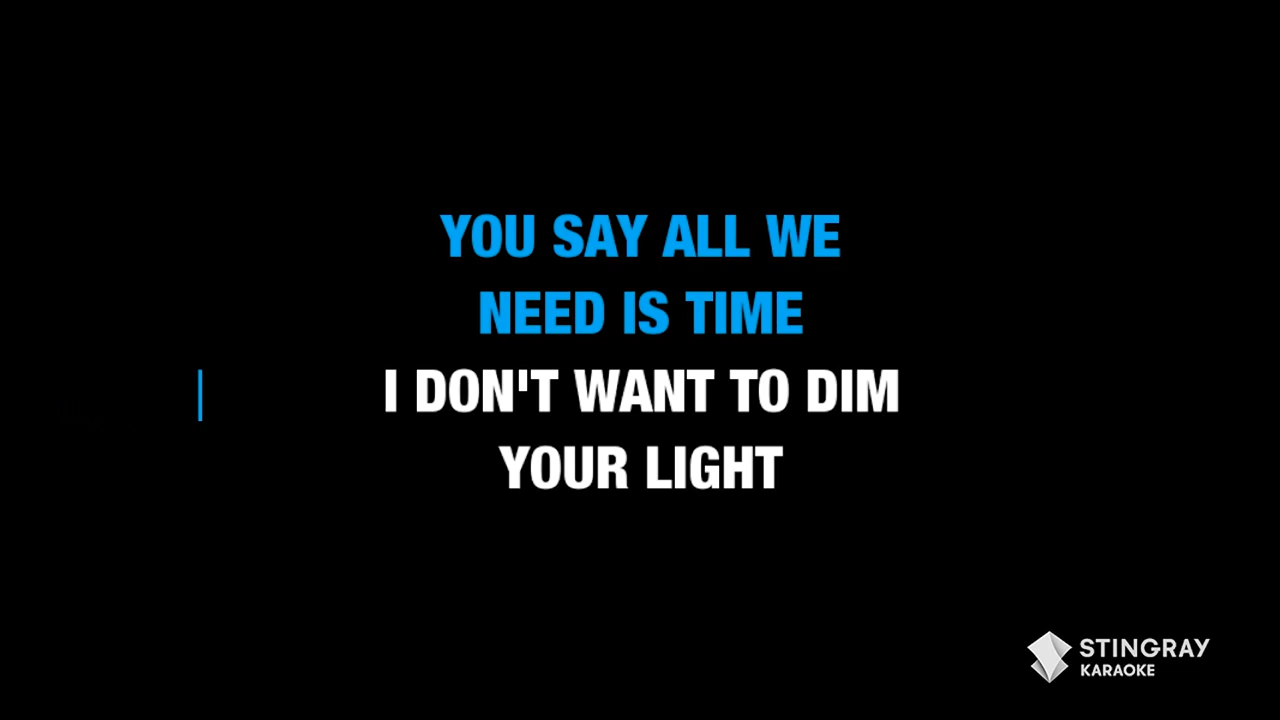 YOU SAY ALL WE
NEED IS TIME
I DON'T WANT TO DIM
YOUR LIGHT
STINGRAY
KARAOKE